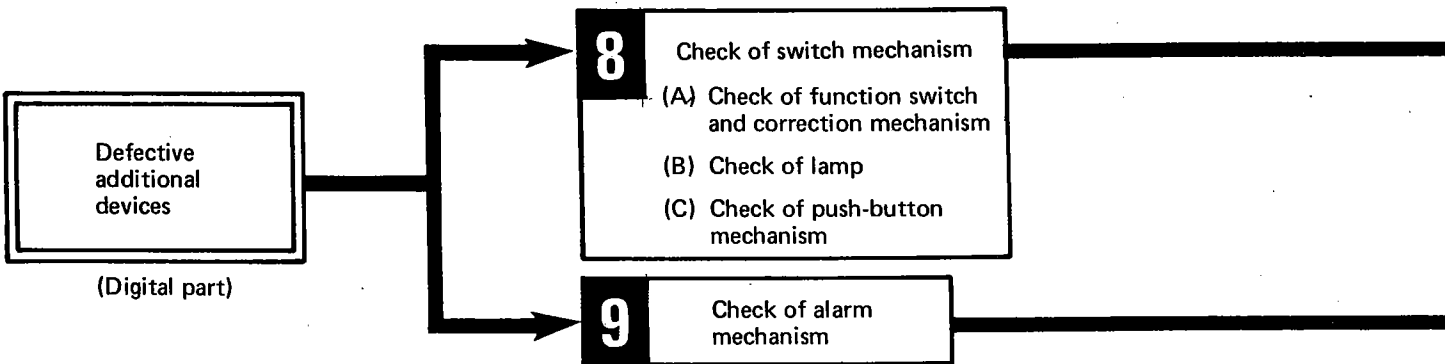 Defective
additional
devices
(Digital part)
8
Check of switch mechanism
(A) Check of function switch
and correction mechanism
(B) Check of lamp
(C) Check of push-button
mechanism
9
Check of alarm
mechanism